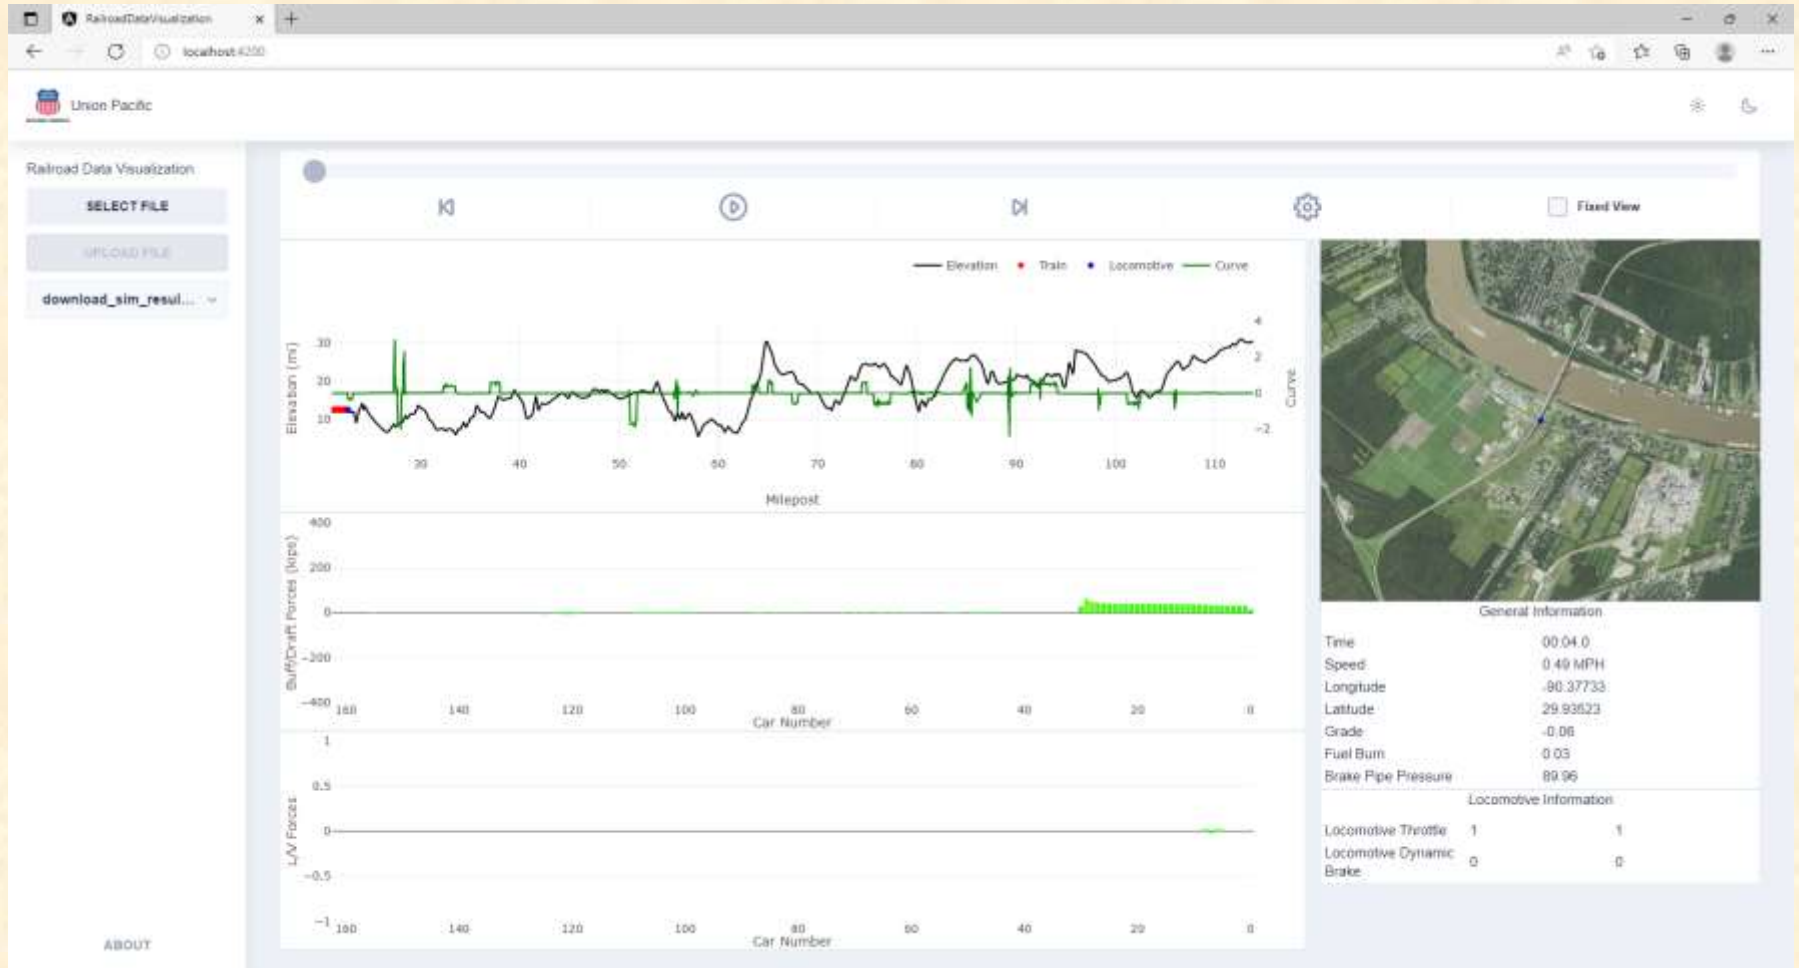 RailroadDataVisualization
localhost:4200
Union Pacific
Railroad Data Visualization
SELECT FILE
UPLOAD FILE
download_sim_resul...
ABOUT
Fixed View
Elevation Train Locomotive Curve
Elevation (mi)
30
20
10
4
2
0
−2
Curve
30 40 50 60 70 80 90 100 110
Milepost
Buff/Draft Forces (kips)
400
200
0
−200
−400
160 140 120 100 80 60 40 20 0
Car Number
L/V Forces
1
0.5
0
−0.5
−1
160 140 120 100 80 60 40 20 0
Car Number
General Information
Time 00:04.0
Speed 0.49 MPH
Longitude -90.37733
Latitude 29.93523
Grade -0.06
Fuel Burn 0.03
Brake Pipe Pressure 89.96
Locomotive Information
Locomotive Throttle 1 1
Locomotive Dynamic
Brake 0 0